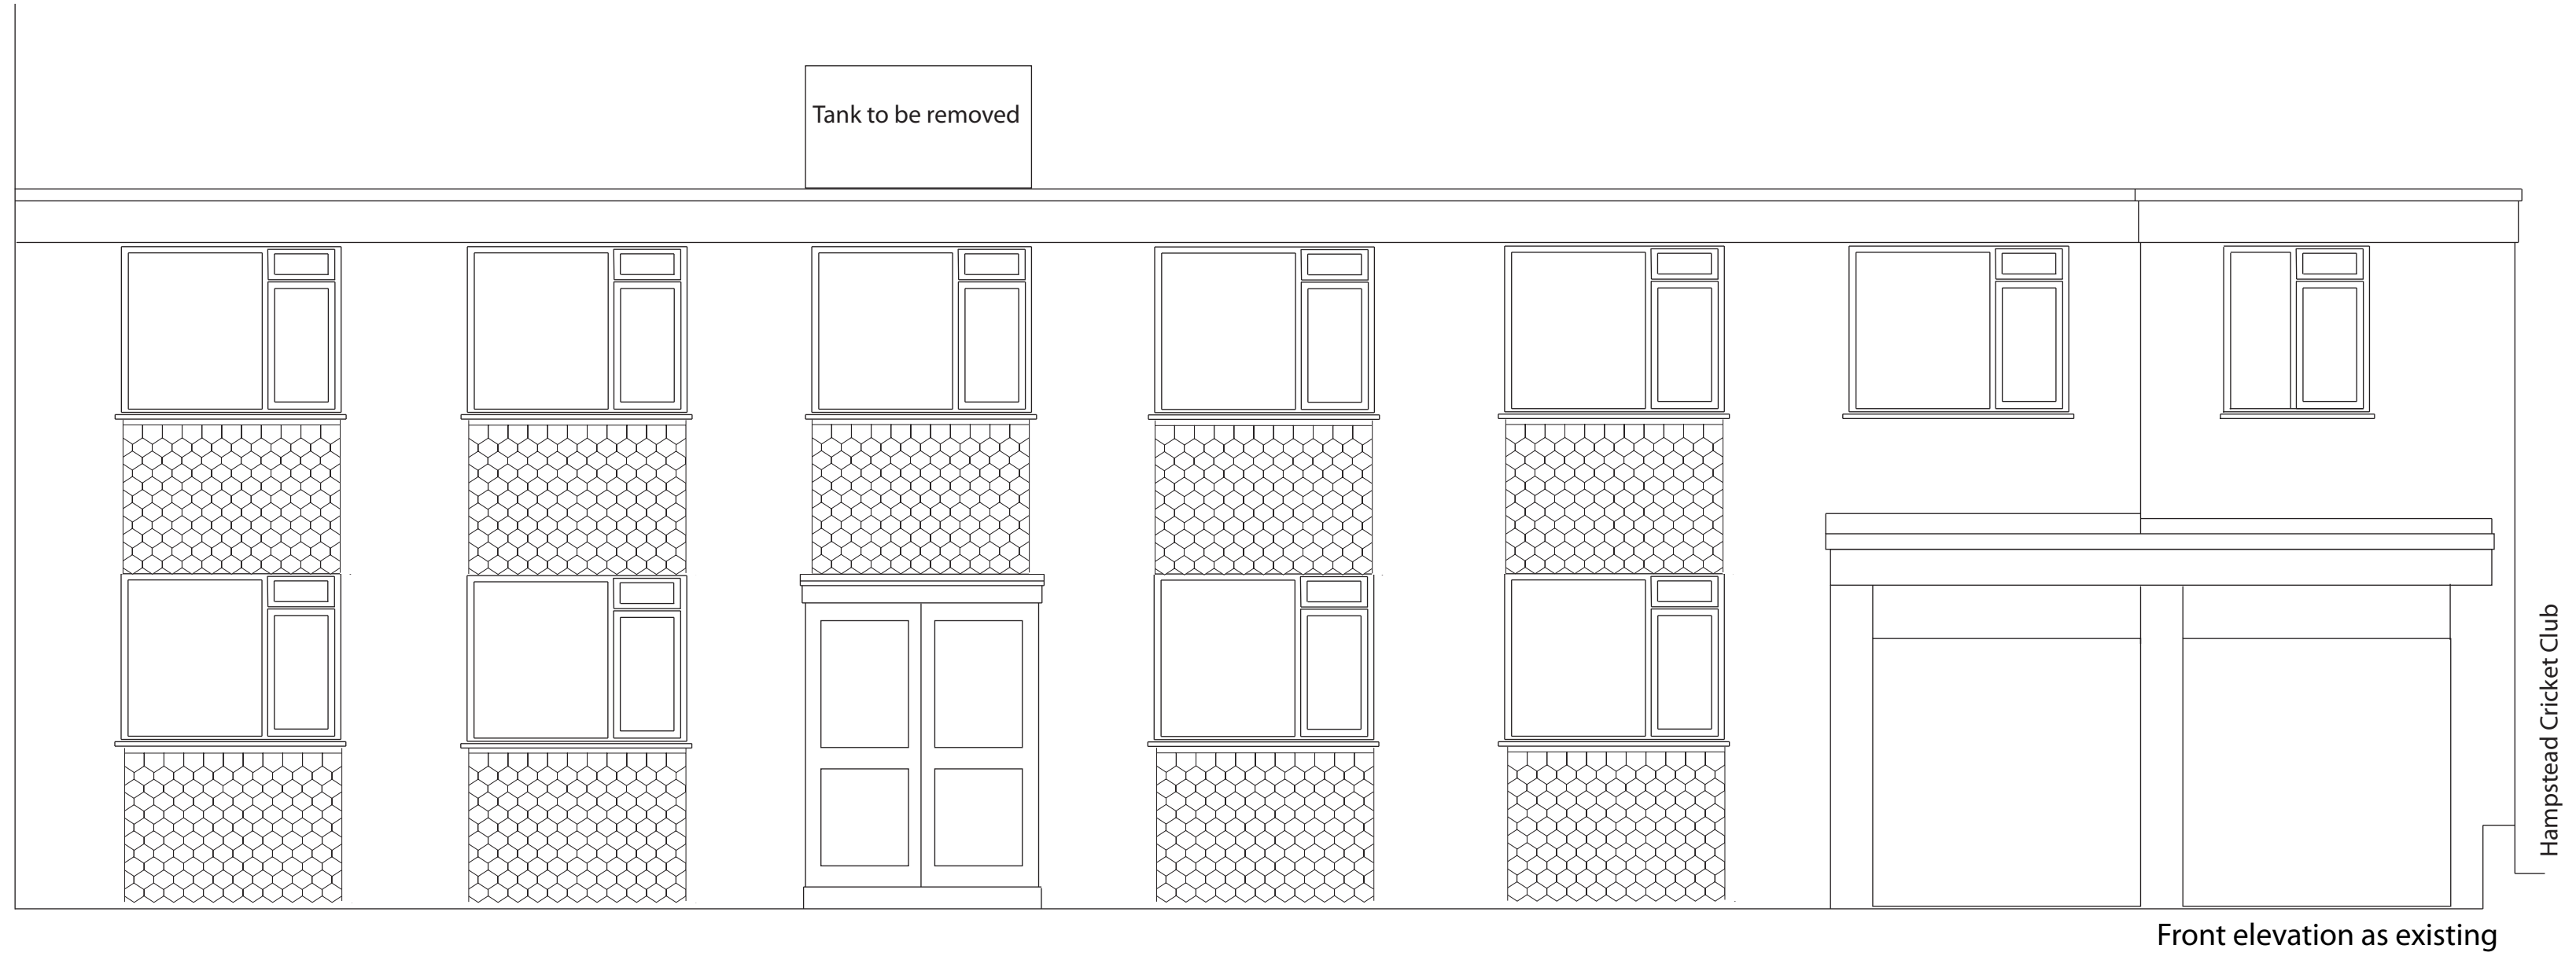 Tank to be removed
Hampstead Cricket Club
Front elevation as existing